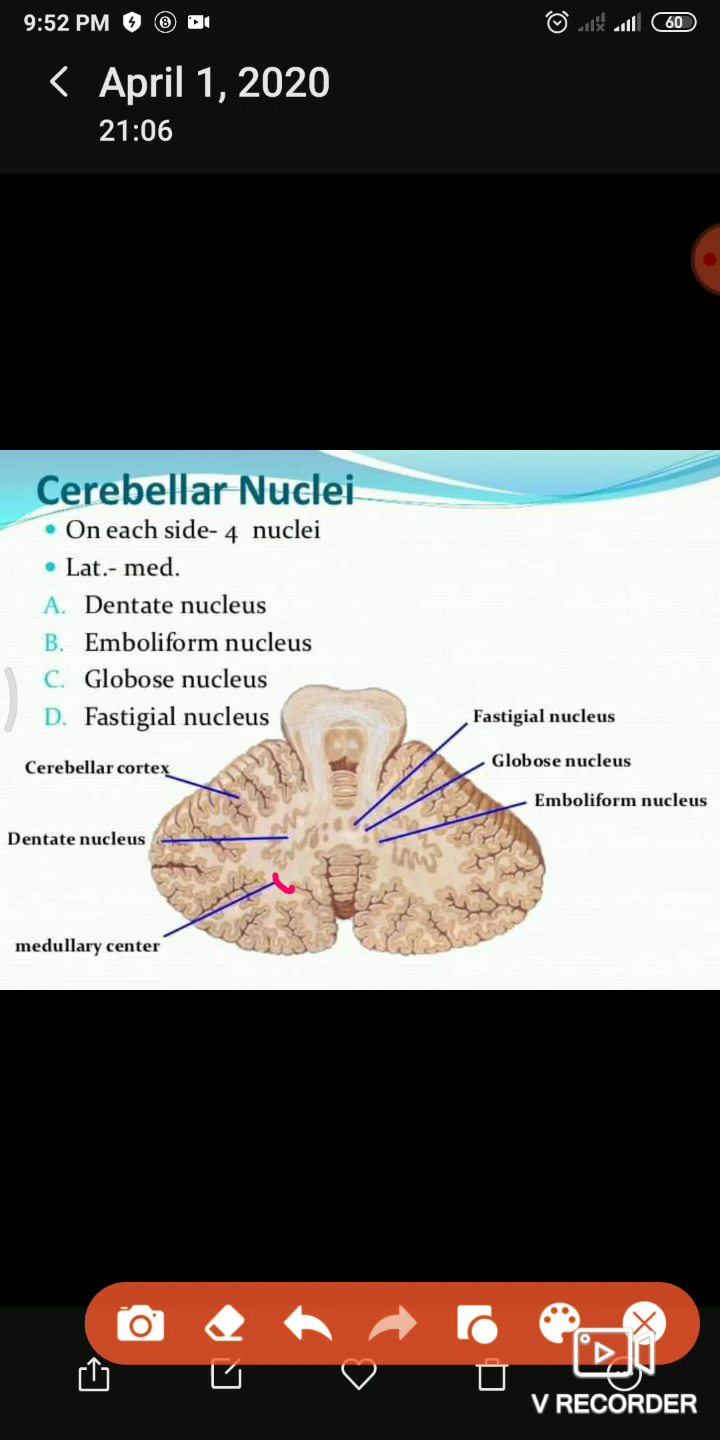 9:52 PM
60
April 1, 2020
21:06
Cerebellar Nuclei
• On each side- 4 nuclei
• Lat.- med.
A. Dentate nucleus
B. Emboliform nucleus
C. Globose nucleus
D. Fastigial nucleus
Fastigial nucleus
Globose nucleus
Cerebellar cortex
Emboliform nucleus
Dentate nucleus
medullary center
V RECORDER